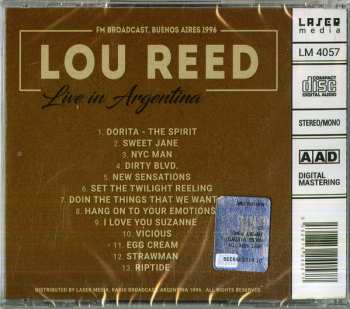 FM BROADCAST, BUENOS AIRES 1996
LOU REED
Live in Argentina
1. DORITA - THE SPIRIT
2. SWEET JANE
3. NYC MAN
4. DIRTY BLVD.
5. NEW SENSATIONS
6. SET THE TWILIGHT REELING
7. DOIN THE THINGS THAT WE WANT
8. HANG ON TO YOUR EMOTIONS
9. I LOVE YOU SUZANNE
10. VICIOUS
11. EGG CREAM
12. STRAWMAN
13. RIPTIDE
DISTRIBUTED BY LASER MEDIA. RADIO BROADCAST ARGENTINA 1996. ALL RIGHTS RESERVED.
LASER
media
LM 4057
COMPACT
disc
DIGITAL AUDIO
STEREO/MONO
AAD
DIGITAL
MASTERING